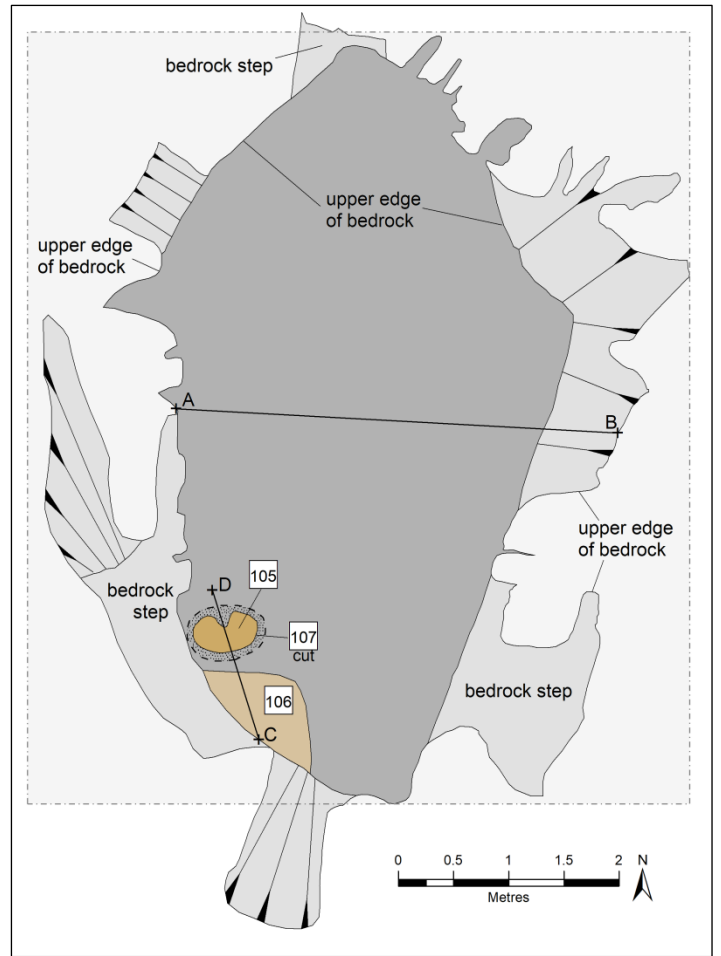 bedrock step
upper edge
of bedrock
upper edge
of bedrock
A
B
upper edge
of bedrock
bedrock
step
D
105
107
cut
106
bedrock step
C
0 0.5 1 1.5 2
Metres
N